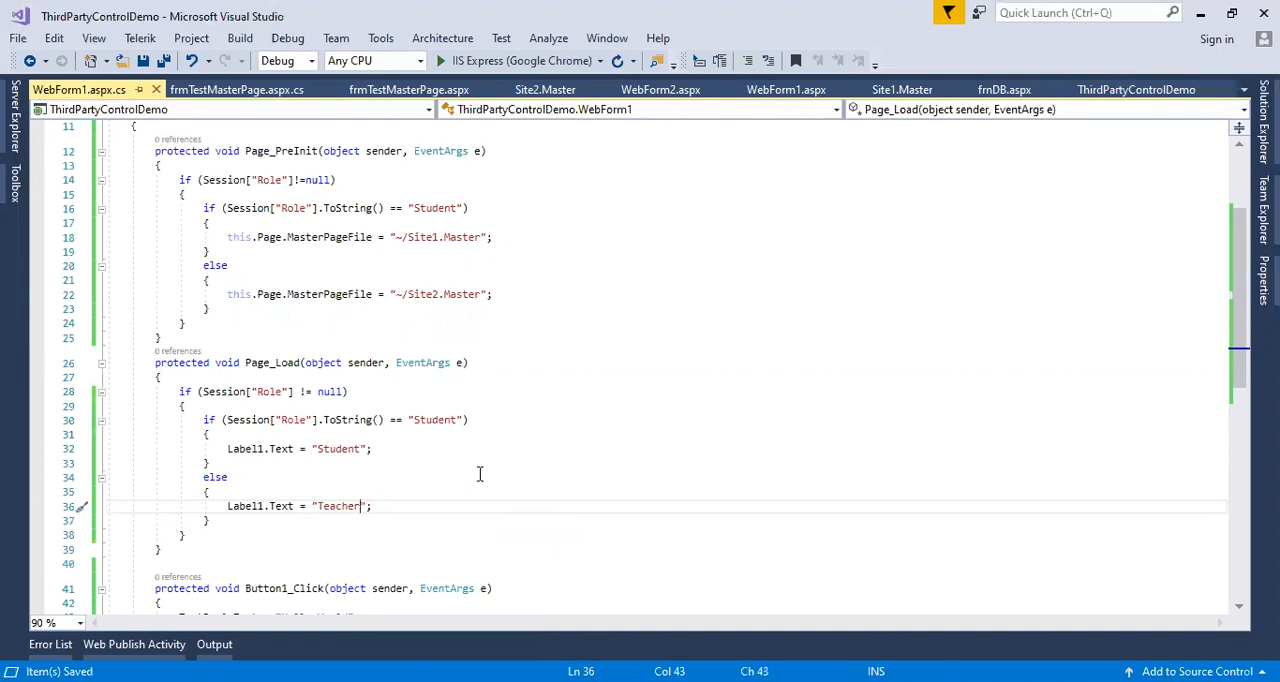 ThirdPartyControlDemo - Microsoft Visual Studio
Quick Launch (Ctrl+Q)
File Edit View Telerik Project Build Debug Team Tools Architecture Test Analyze Window Help
Sign in
Debug Any CPU IIS Express (Google Chrome)
WebForm1.aspx.cs frmTestMasterPage.aspx.cs frmTestMasterPage.aspx Site2.Master WebForm2.aspx WebForm1.aspx Site1.Master frnDB.aspx ThirdPartyControlDemo
ThirdPartyControlDemo ThirdPartyControlDemo.WebForm1 Page_Load(object sender, EventArgs e)
Server Explorer
Toolbox
Solution Explorer
Team Explorer
Properties
11 {
0 references
12 protected void Page_PreInit(object sender, EventArgs e)
13 {
14 if (Session["Role"]!=null)
15 {
16 if (Session["Role"].ToString() == "Student")
17 {
18 this.Page.MasterPageFile = "~/Site1.Master";
19 }
20 else
21 {
22 this.Page.MasterPageFile = "~/Site2.Master";
23 }
24 }
25 }
0 references
26 protected void Page_Load(object sender, EventArgs e)
27 {
28 if (Session["Role"] != null)
29 {
30 if (Session["Role"].ToString() == "Student")
31 {
32 Label1.Text = "Student";
33 }
34 else
35 {
36 Label1.Text = "Teacher";
37 }
38 }
39 }
40
0 references
41 protected void Button1_Click(object sender, EventArgs e)
42 {
90 %
Error List Web Publish Activity Output
Item(s) Saved Ln 36 Col 43 Ch 43 INS Add to Source Control